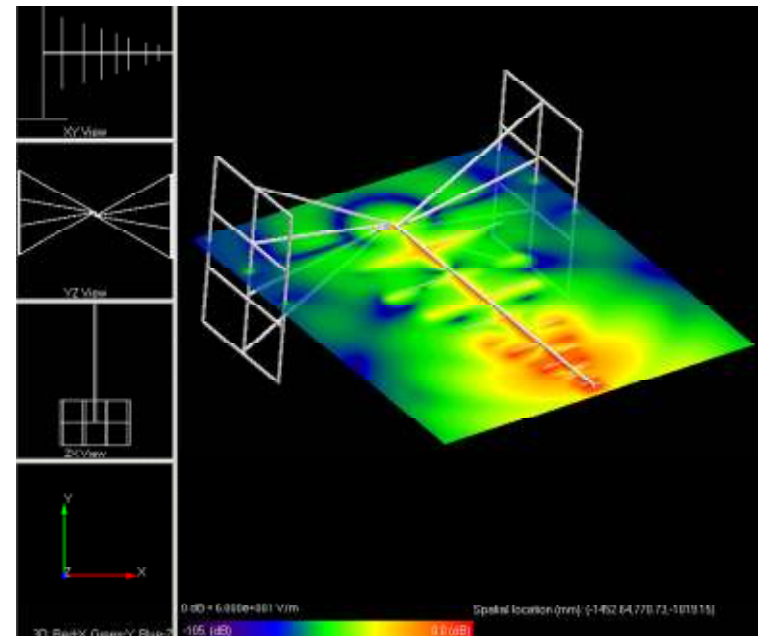 XY View
YZ View
ZX View
Y
Z
X
3D: Red=X, Green=Y, Blue=Z
0 dB = 6.000e+001 V/m
Spatial location (mm): (-1452.64,770.73,-1019.15)
-105. (dB)
0.0 (dB)